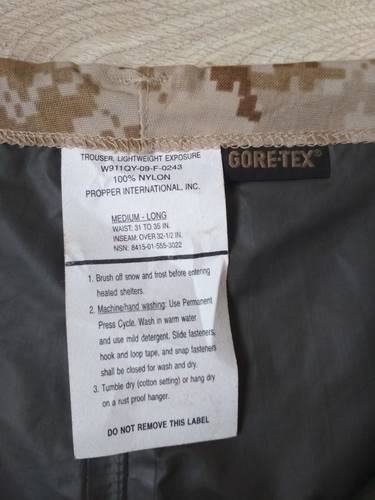 TROUSER, LIGHTWEIGHT EXPOSURE
W911QY-09-F-0243
100% NYLON
PROPPER INTERNATIONAL, INC.
GORE-TEX®
MEDIUM - LONG
WAIST: 31 TO 35 IN.
INSEAM: OVER 32-1/2 IN.
NSN: 8415-01-555-3022
1. Brush off snow and frost before entering
heated shelters.
2. Machine/hand washing: Use Permanent
Press Cycle. Wash in warm water
and use mild detergent. Slide fasteners,
hook and loop tape, and snap fasteners
shall be closed for wash and dry.
3. Tumble dry (cotton setting) or hang dry
on a rust proof hanger.
DO NOT REMOVE THIS LABEL